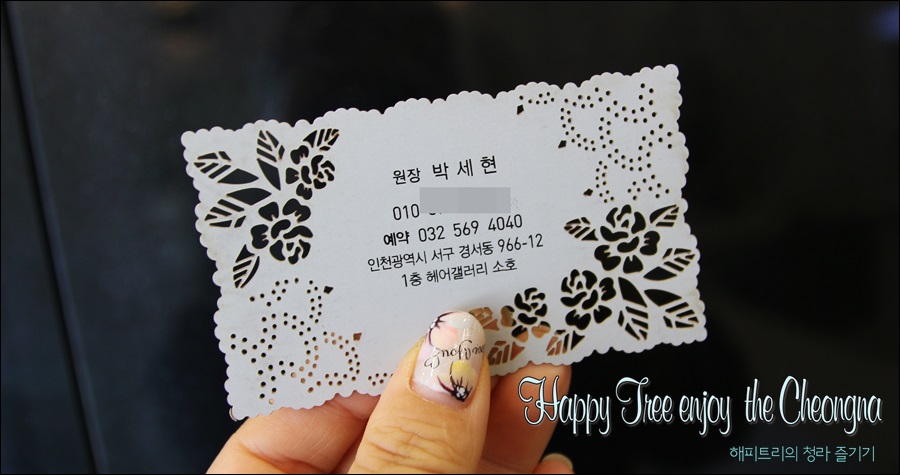 원장 박세현
010
예약 032 569 4040
인천광역시 서구 경서동 966-12
1층 헤어갤러리 소호
Happy Tree enjoy the Cheongna
해피트리의 청라 즐기기